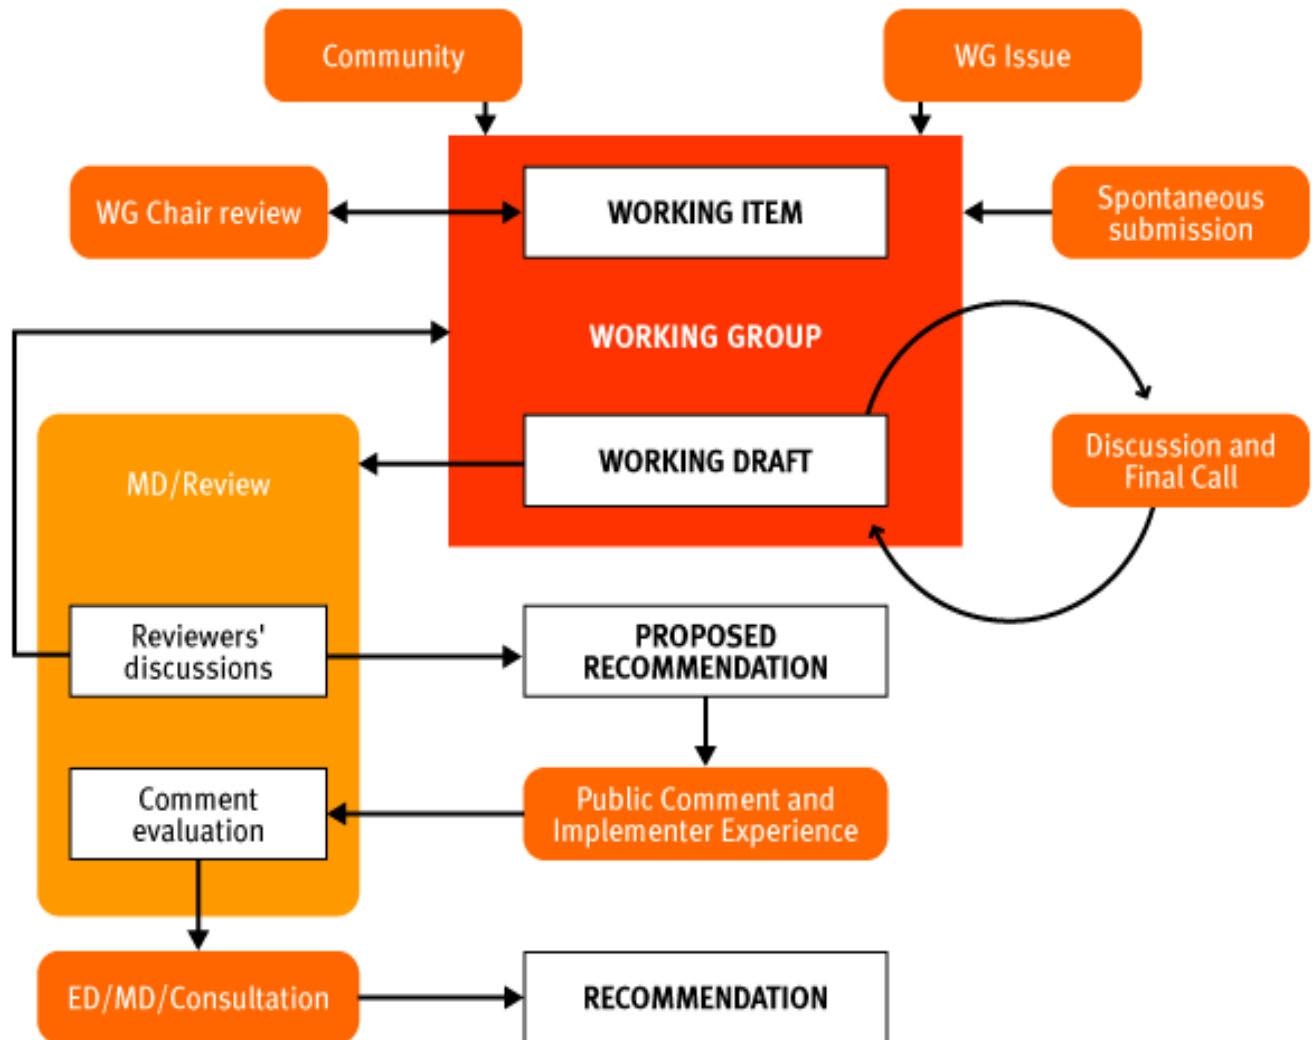 Community
WG Issue
WG Chair review
WORKING ITEM
Spontaneous
submission
WORKING GROUP
MD/Review
WORKING DRAFT
Discussion and
Final Call
Reviewers'
discussions
PROPOSED
RECOMMENDATION
Comment
evaluation
Public Comment and
Implementer Experience
ED/MD/Consultation
RECOMMENDATION